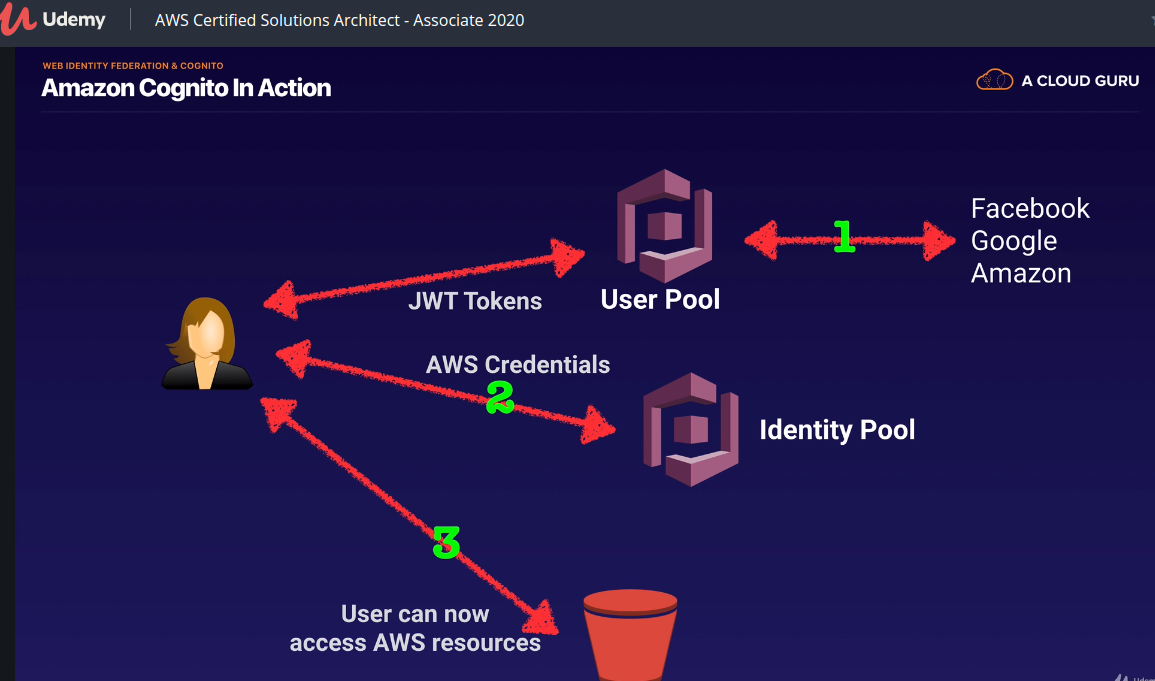 Udemy
AWS Certified Solutions Architect - Associate 2020
WEB IDENTITY FEDERATION & COGNITO
Amazon Cognito In Action
A CLOUD GURU
Facebook
Google
Amazon
1
JWT Tokens
User Pool
AWS Credentials
2
Identity Pool
3
User can now
access AWS resources